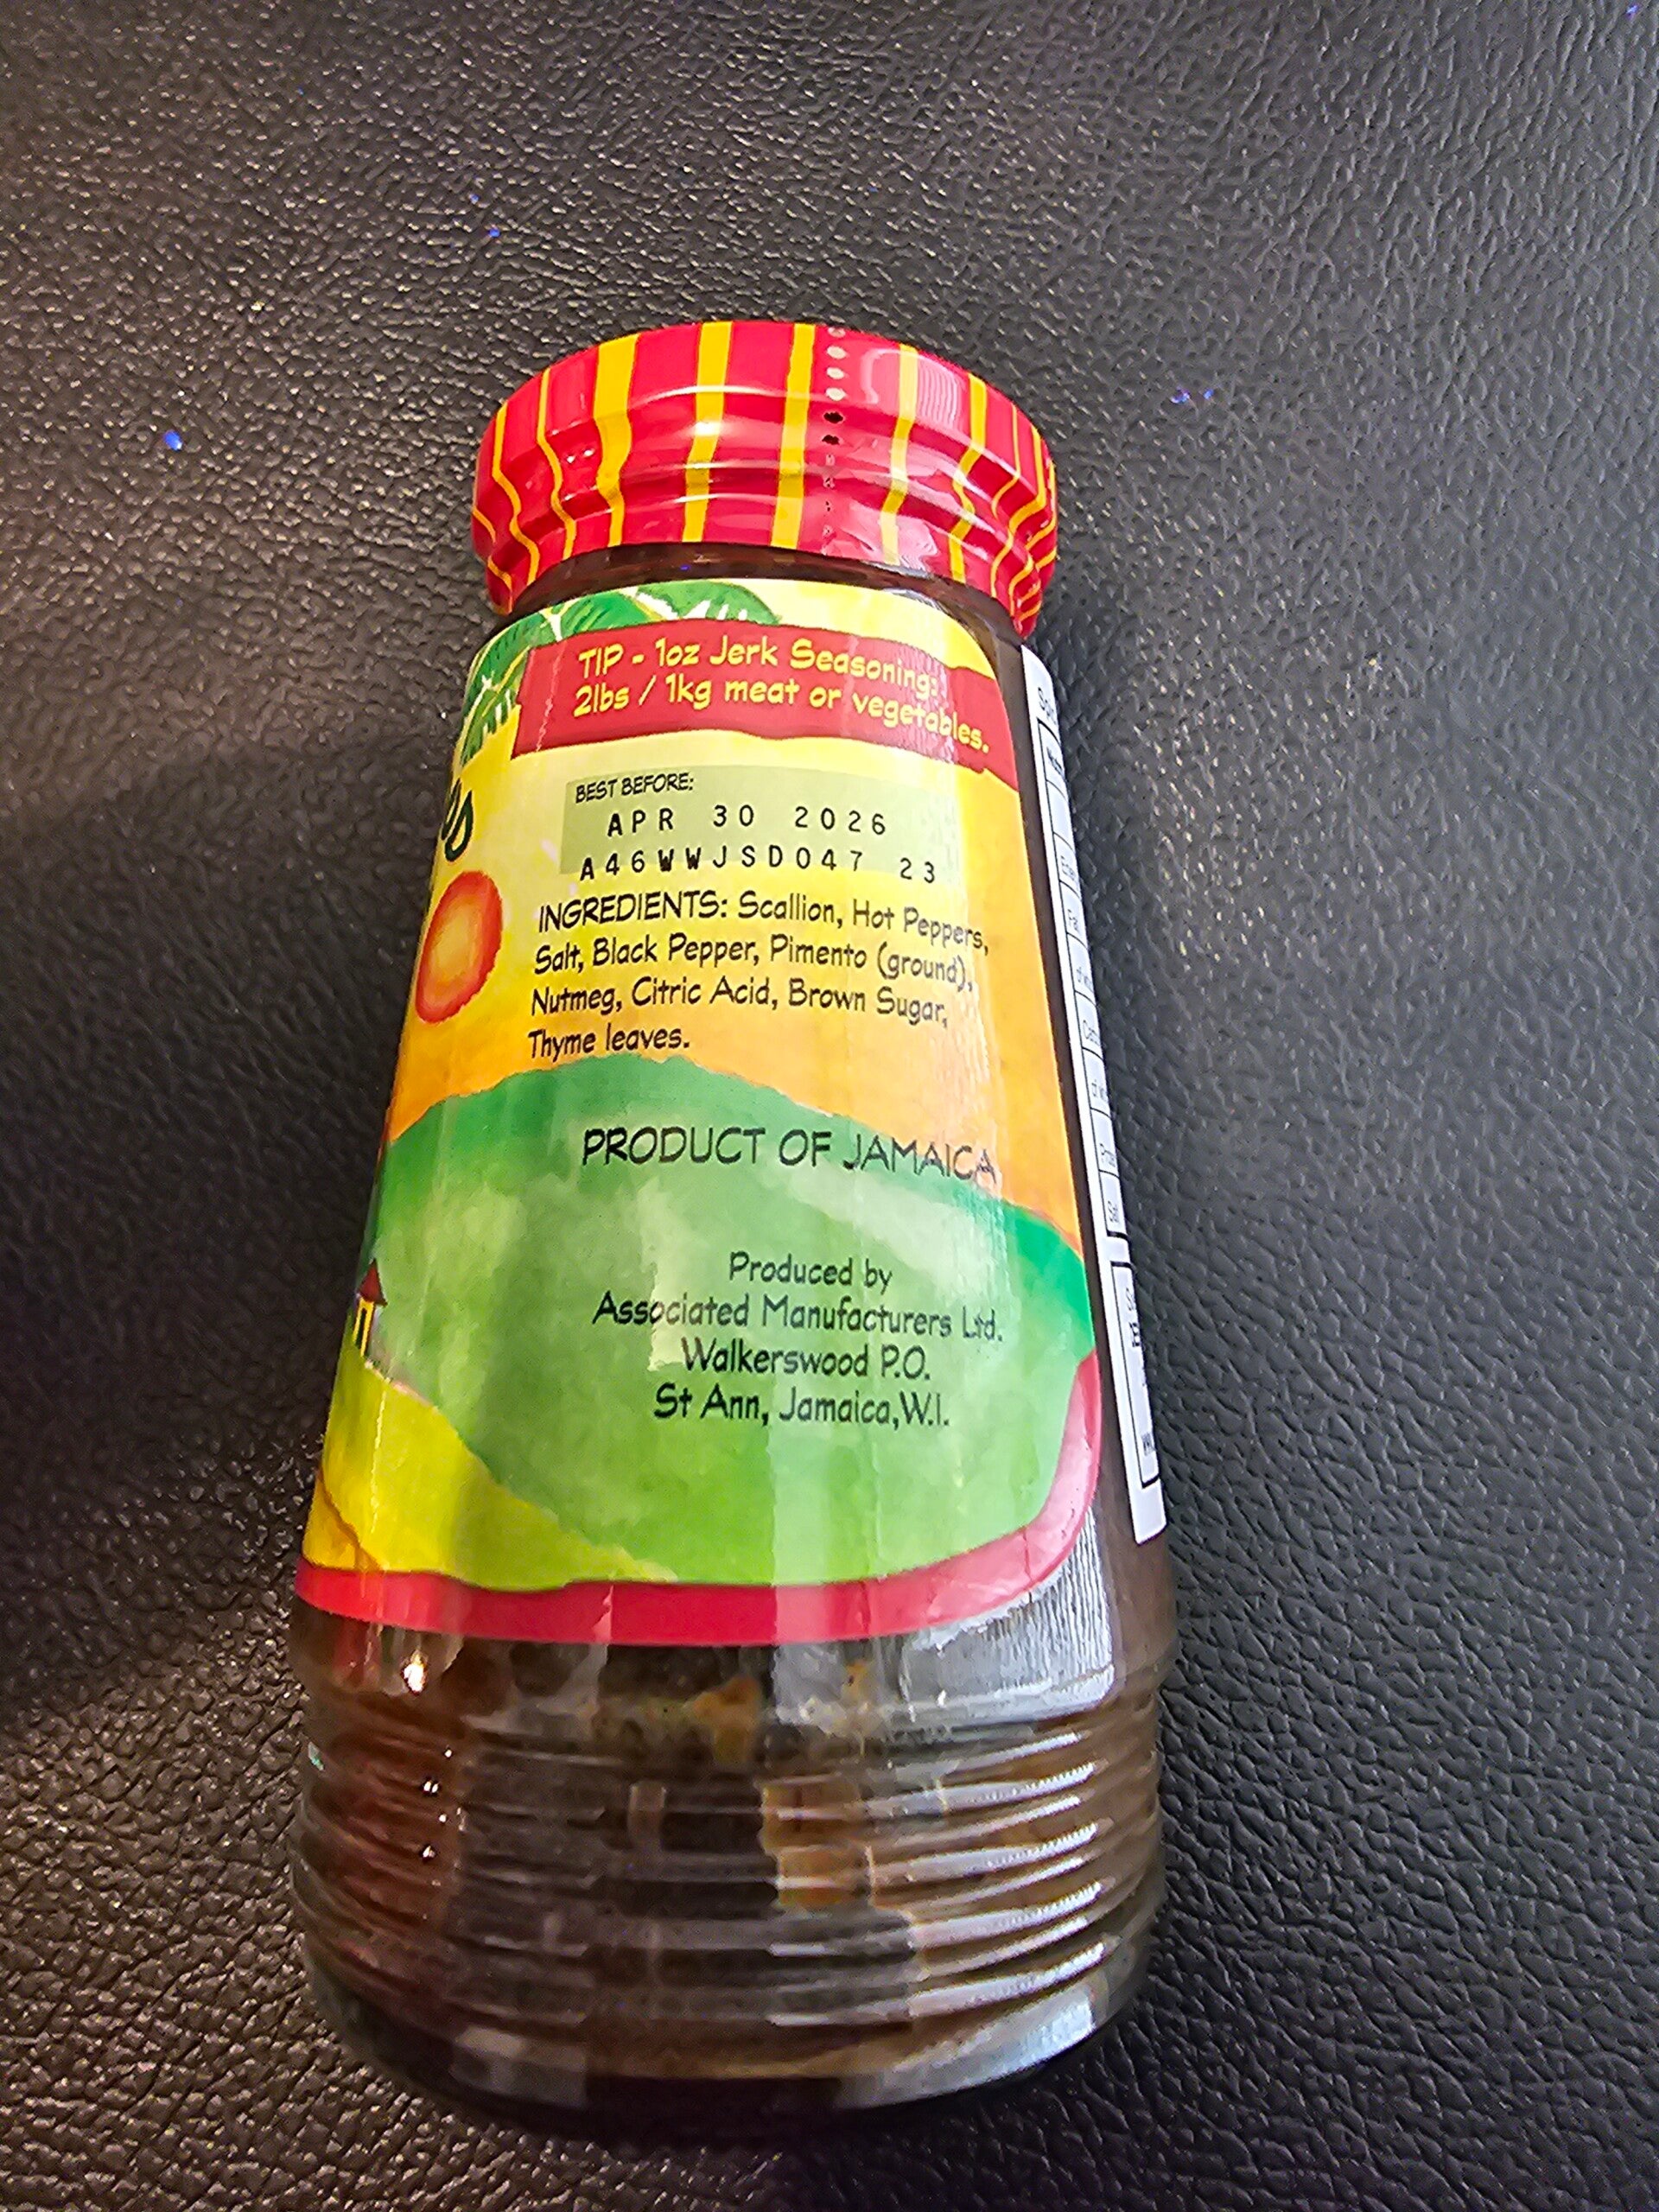 TIP - 1oz Jerk Seasoning:
2lbs / 1kg meat or vegetables.
BEST BEFORE:
APR 30 2026
A46WWJSD047 23
INGREDIENTS: Scallion, Hot Peppers,
Salt, Black Pepper, Pimento (ground),
Nutmeg, Citric Acid, Brown Sugar,
Thyme leaves.
PRODUCT OF JAMAICA
Produced by
Associated Manufacturers Ltd.
Walkerswood P.O.
St Ann, Jamaica,W.I.